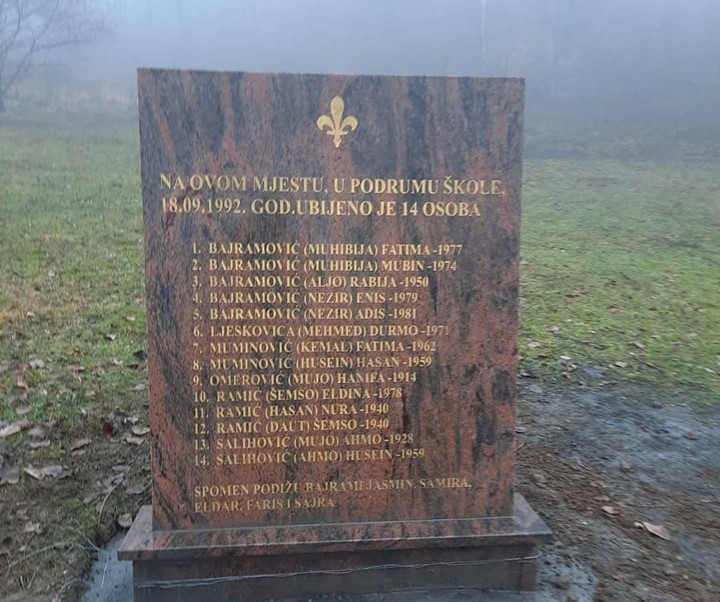 NA OVOM MJESTU, U PODRUMU ŠKOLE,
18.09.1992. GOD.UBIJENO JE 14 OSOBA
1. BAJRAMOVIĆ (MUHIBIJA) FATIMA -1977
2. BAJRAMOVIĆ (MUHIBIJA) MUBIN -1974
3. BAJRAMOVIĆ (ALJO) RABIJA -1950
4. BAJRAMOVIĆ (NEZIR) ENIS -1979
5. BAJRAMOVIĆ (NEZIR) ADIS -1981
6. LJESKOVICA (MEHMED) DURMO -1971
7. MUMINOVIĆ (KEMAL) FATIMA -1962
8. MUMINOVIĆ (HUSEIN) HASAN -1959
9. OMEROVIĆ (MUJO) HANIFA -1914
10. RAMIĆ (ŠEMSO) ELDINA -1978
11. RAMIĆ (HASAN) NURA -1940
12. RAMIĆ (DAUT) ŠEMSO -1940
13. SALIHOVIĆ (MUJO) AHMO -1928
14. SALIHOVIĆ (AHMO) HUSEIN -1959
SPOMEN PODIŽU BAJRAMI JASMIN, SAMIRA,
ELDAR, FARIS I SAJRA